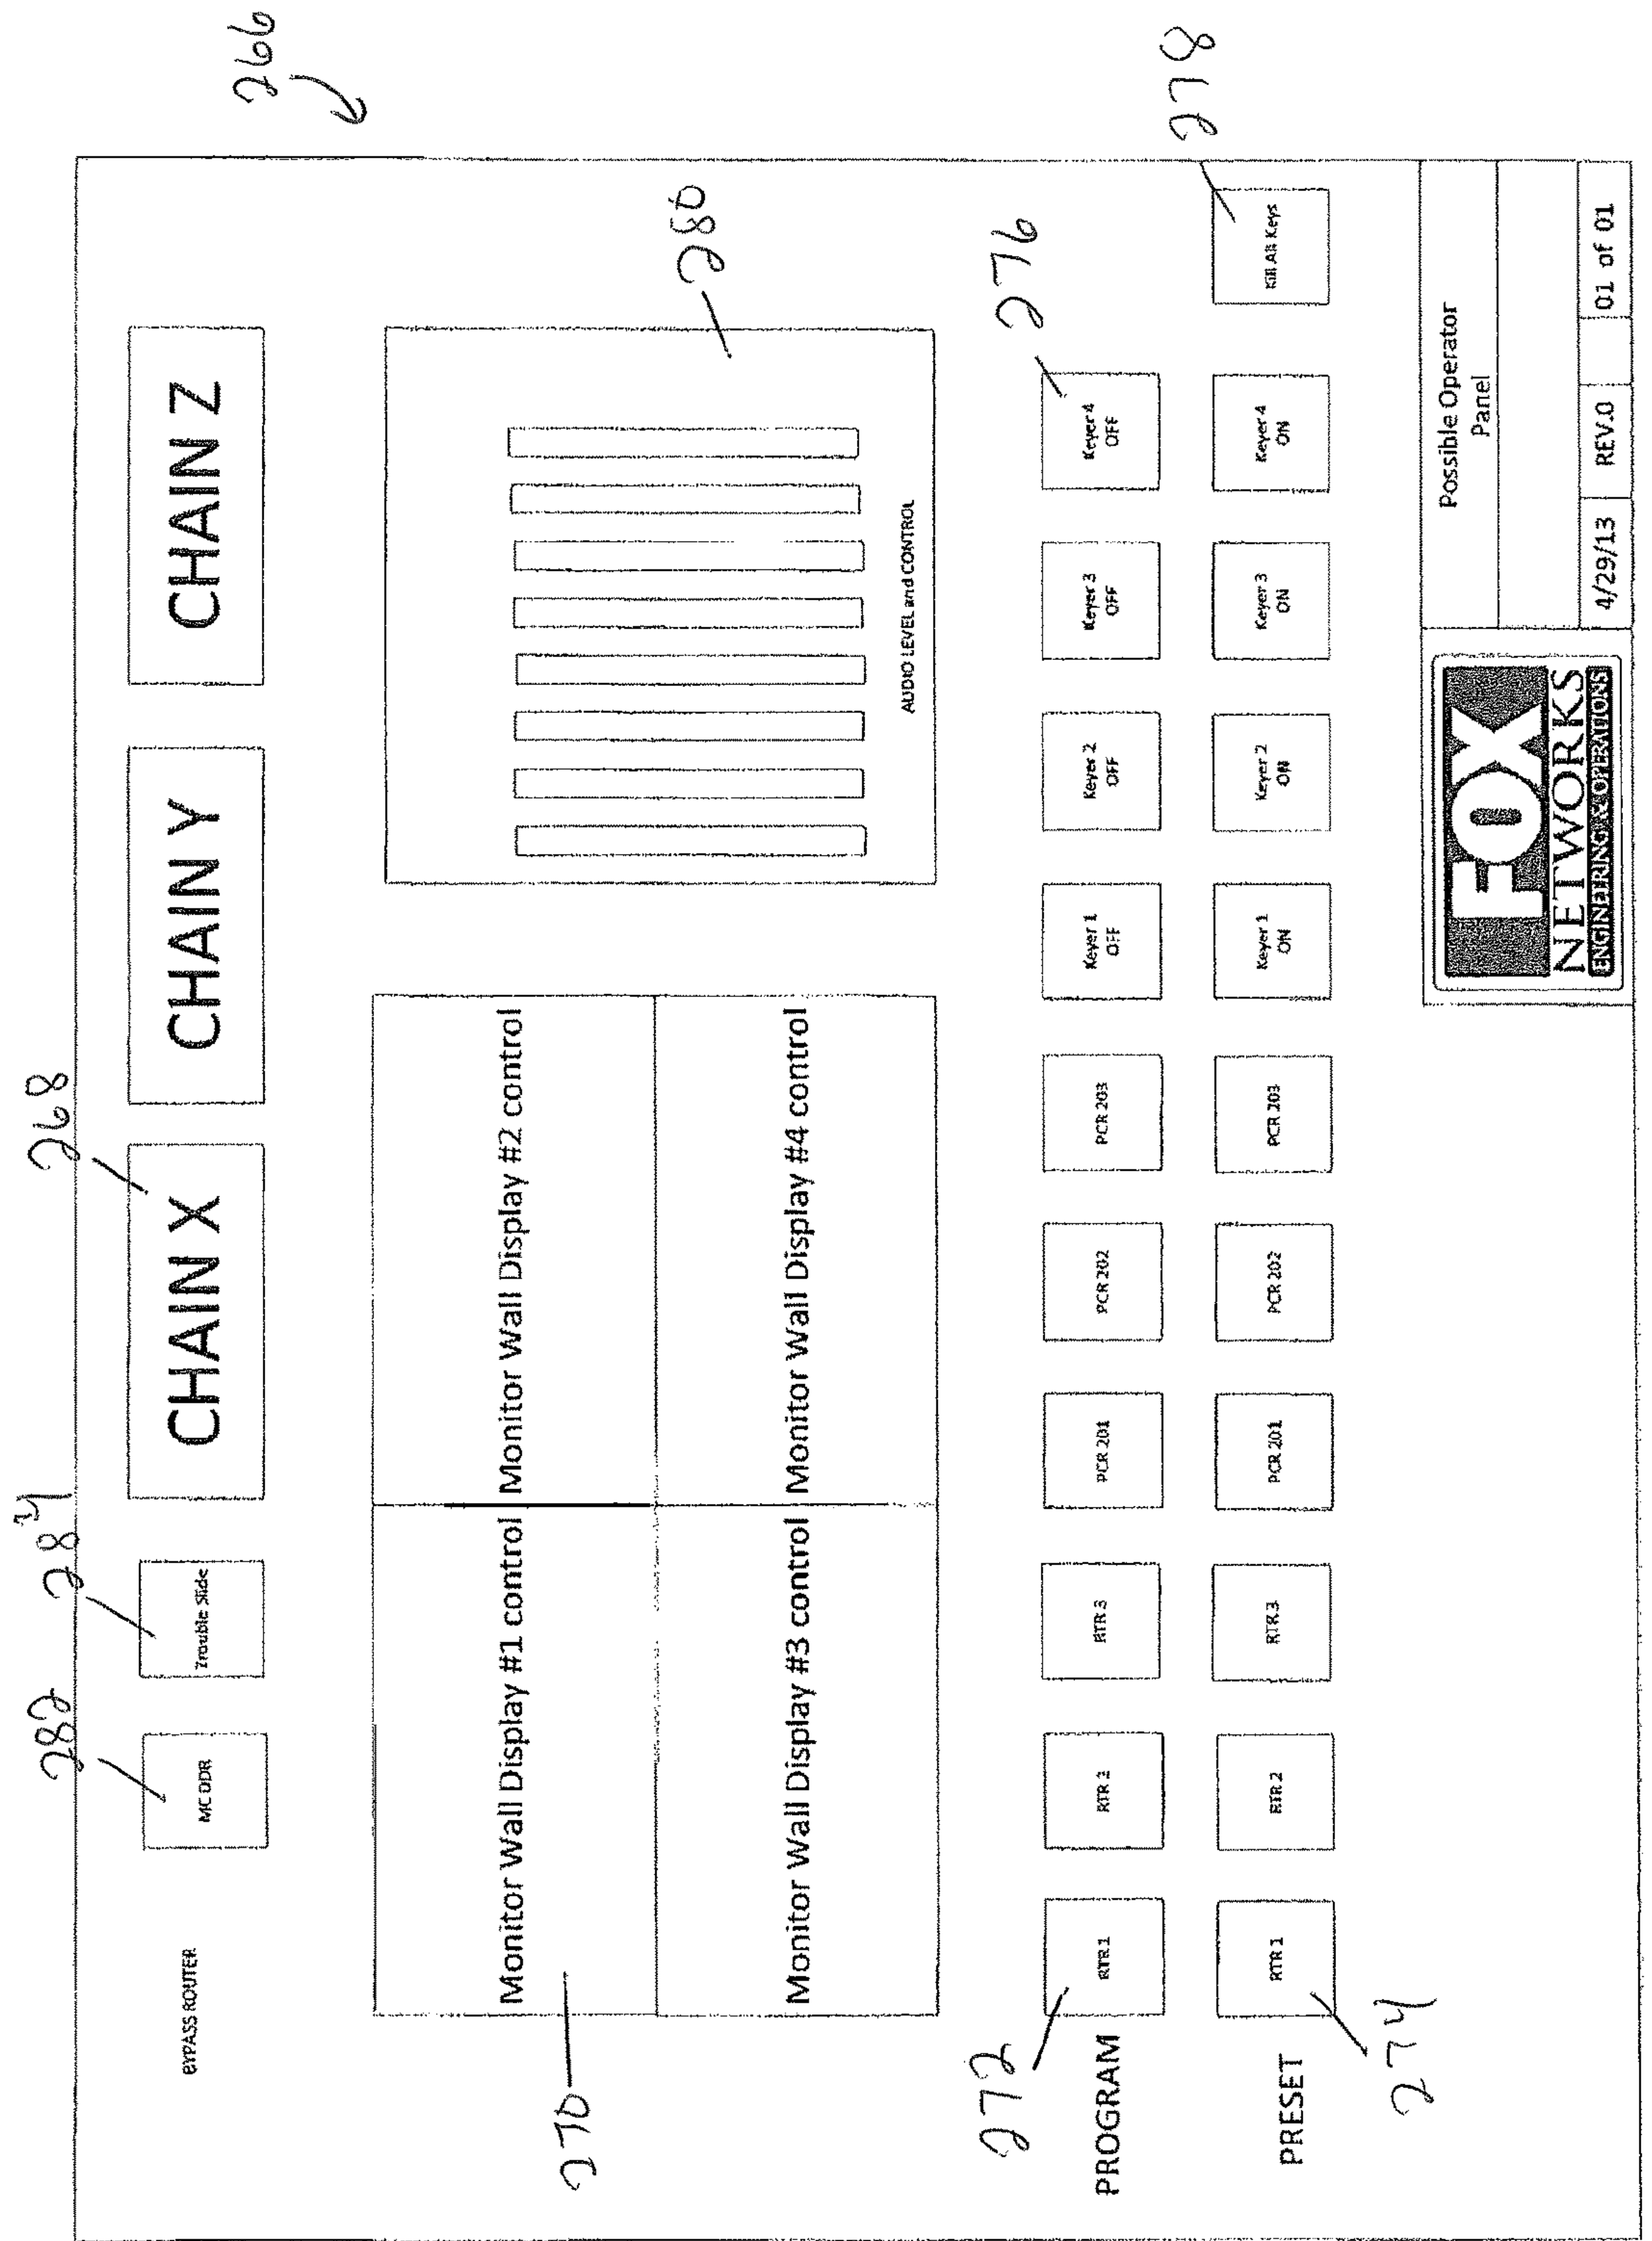 266
268
284
282
BYPASS ROUTER
MC DDR
Trouble Slide
CHAIN X
CHAIN Y
CHAIN Z
270
Monitor Wall Display #1 control
Monitor Wall Display #2 control
Monitor Wall Display #3 control
Monitor Wall Display #4 control
280
AUDIO LEVEL and CONTROL
272
276
PROGRAM
RTR 1
RTR 2
RTR 3
PCR 201
PCR 202
PCR 203
Keyer 1
OFF
Keyer 2
OFF
Keyer 3
OFF
Keyer 4
OFF
278
PRESET
RTR 1
RTR 2
RTR 3
PCR 201
PCR 202
PCR 203
Keyer 1
ON
Keyer 2
ON
Keyer 3
ON
Keyer 4
ON
Kill All Keys
274
FOX
NETWORKS
ENGINEERING & OPERATIONS
Possible Operator
Panel
4/29/13
REV.0
01 of 01